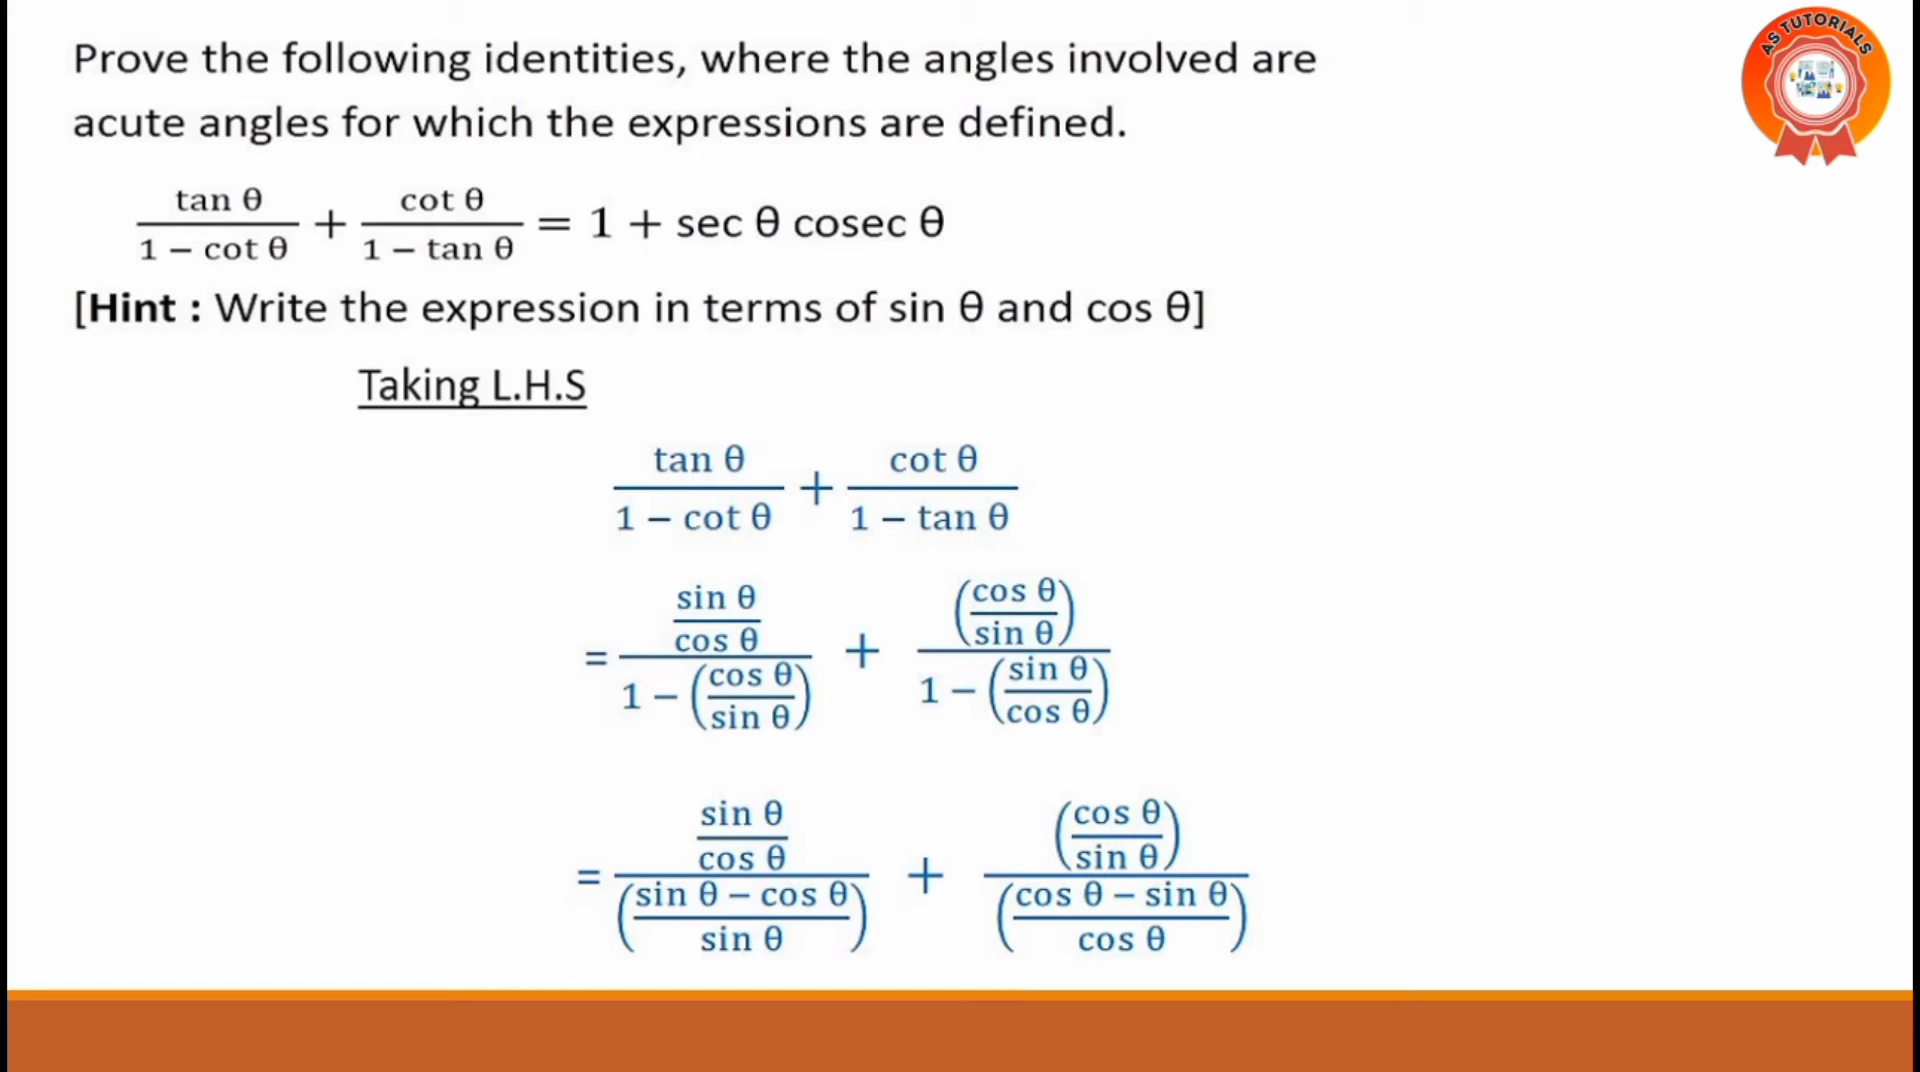 AS TUTORIALS
Prove the following identities, where the angles involved are
acute angles for which the expressions are defined.
tan θ / (1 − cot θ) + cot θ / (1 − tan θ) = 1 + sec θ cosec θ
[Hint : Write the expression in terms of sin θ and cos θ]
Taking L.H.S
tan θ / (1 − cot θ) + cot θ / (1 − tan θ)
= (sin θ / cos θ) / (1 − (cos θ / sin θ)) + (cos θ / sin θ) / (1 − (sin θ / cos θ))
= (sin θ / cos θ) / ((sin θ − cos θ) / sin θ) + (cos θ / sin θ) / ((cos θ − sin θ) / cos θ)